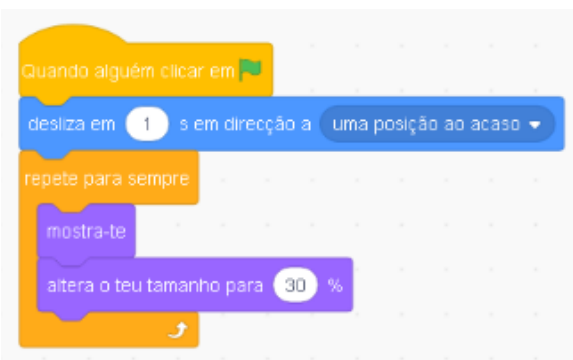 Quando alguém clicar em
desliza em 1 s em direcção a uma posição ao acaso
repete para sempre
mostra-te
altera o teu tamanho para 30 %